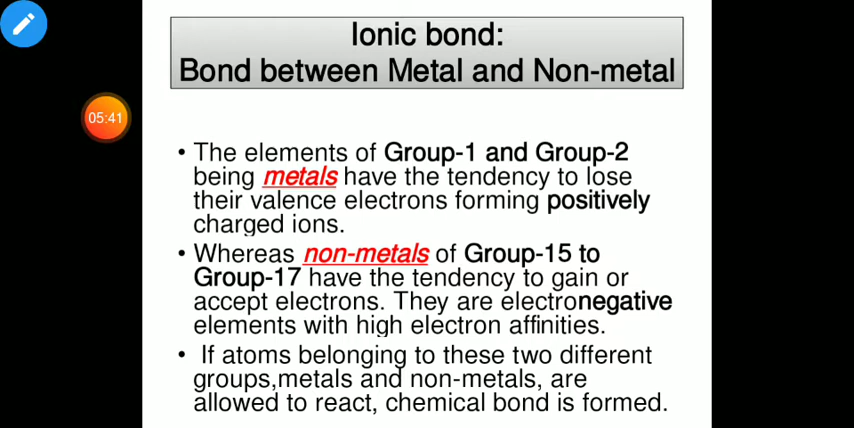 Ionic bond:
Bond between Metal and Non-metal
05:41
• The elements of Group-1 and Group-2
being metals have the tendency to lose
their valence electrons forming positively
charged ions.
• Whereas non-metals of Group-15 to
Group-17 have the tendency to gain or
accept electrons. They are electronegative
elements with high electron affinities.
• If atoms belonging to these two different
groups,metals and non-metals, are
allowed to react, chemical bond is formed.